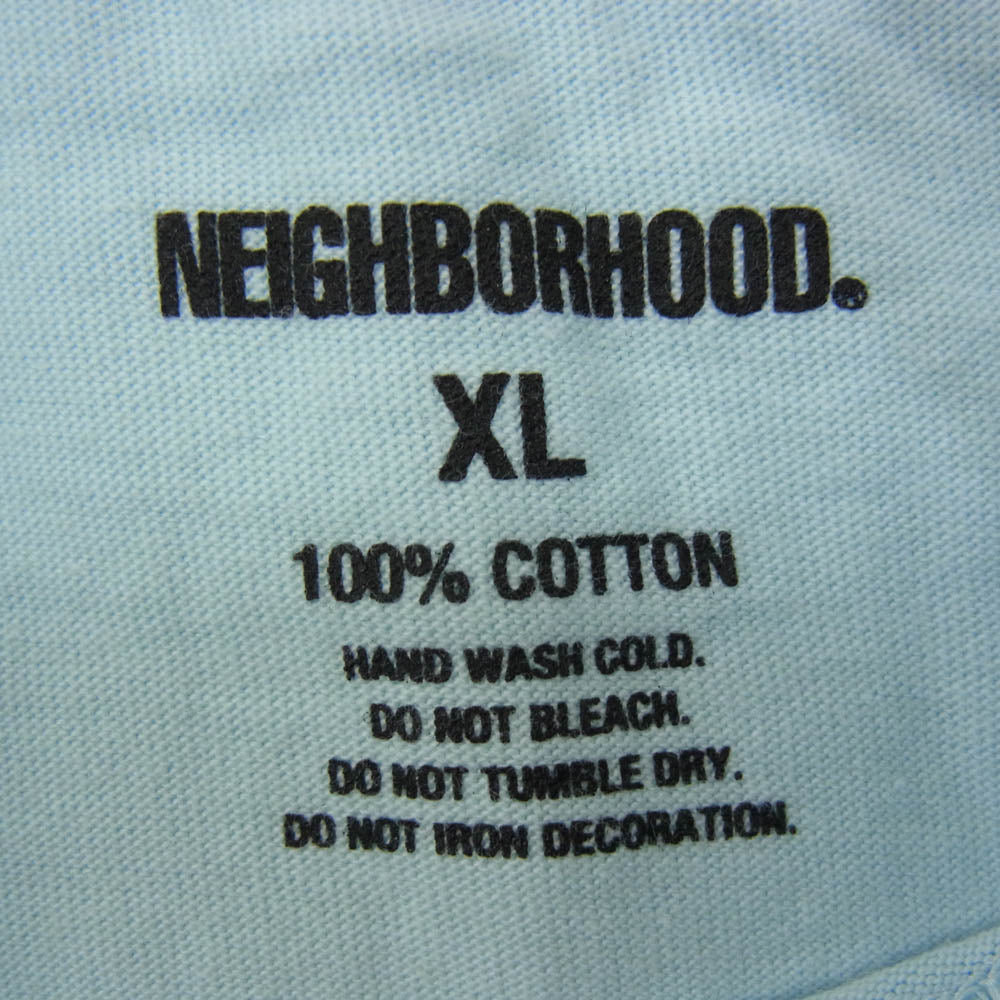 NEIGHBORHOOD.®
XL
100% COTTON
HAND WASH COLD.
DO NOT BLEACH.
DO NOT TUMBLE DRY.
DO NOT IRON DECORATION.